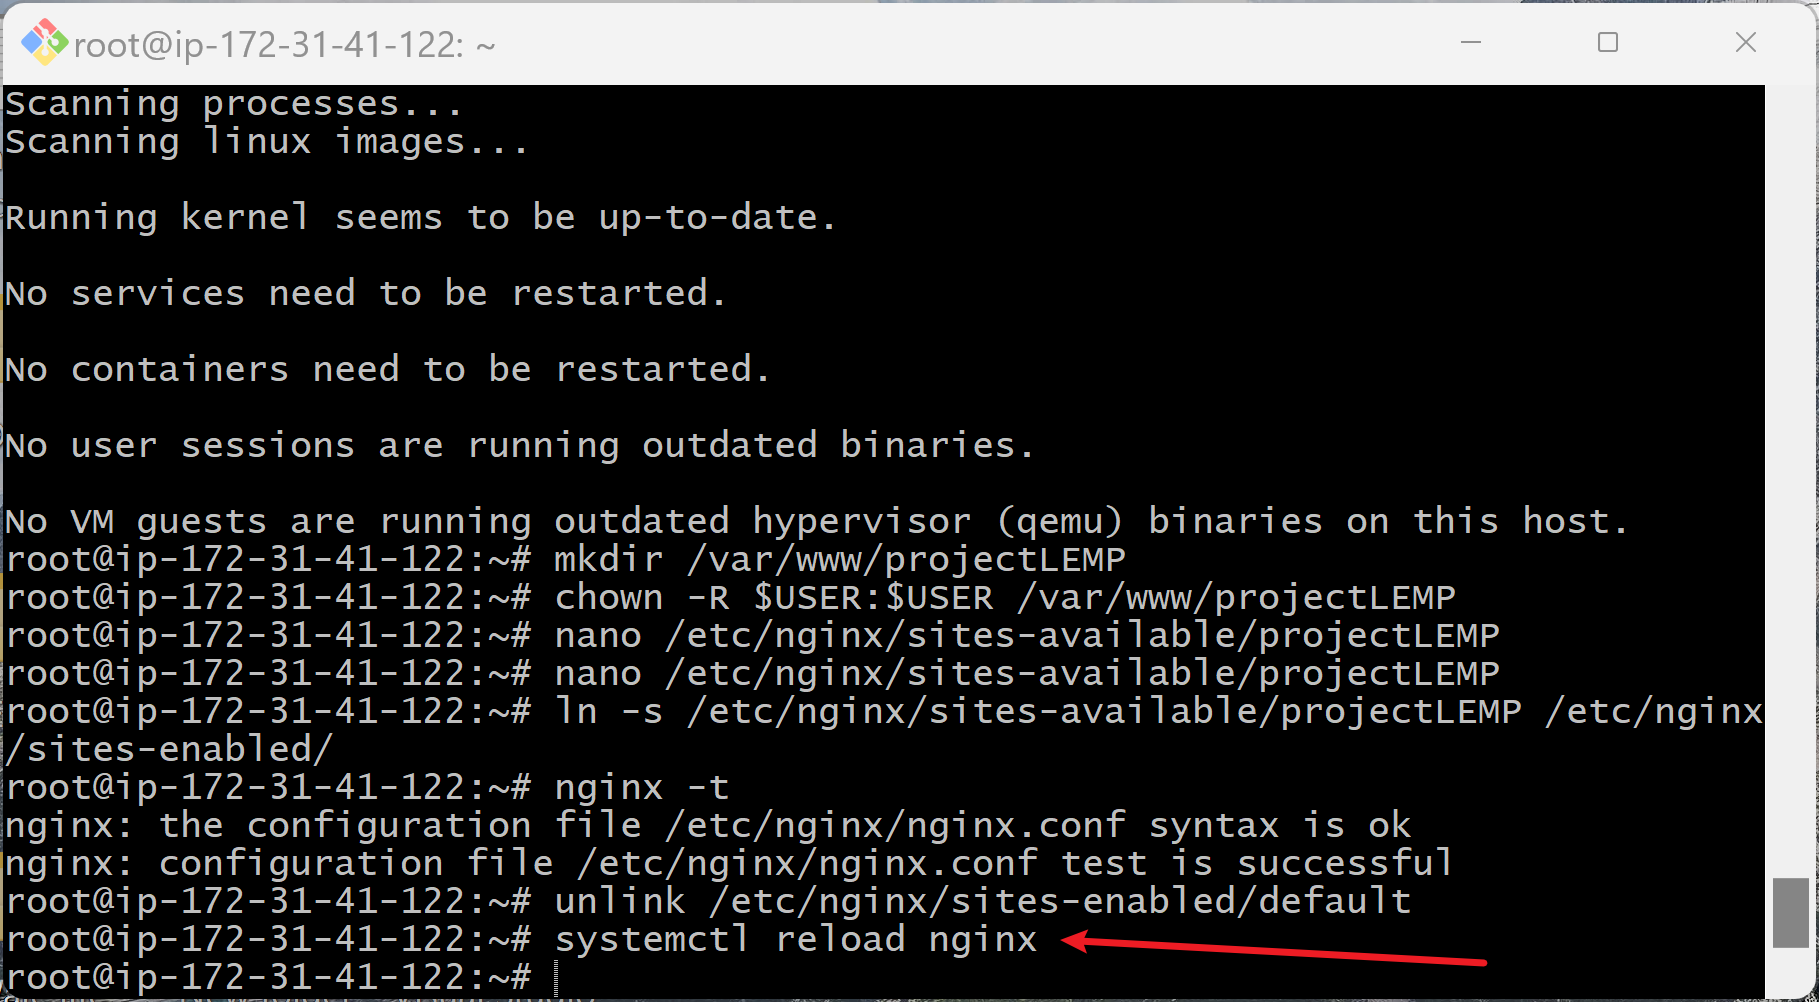 root@ip-172-31-41-122: ~
Scanning processes...
Scanning linux images...
Running kernel seems to be up-to-date.
No services need to be restarted.
No containers need to be restarted.
No user sessions are running outdated binaries.
No VM guests are running outdated hypervisor (qemu) binaries on this host.
root@ip-172-31-41-122:~# mkdir /var/www/projectLEMP
root@ip-172-31-41-122:~# chown -R $USER:$USER /var/www/projectLEMP
root@ip-172-31-41-122:~# nano /etc/nginx/sites-available/projectLEMP
root@ip-172-31-41-122:~# nano /etc/nginx/sites-available/projectLEMP
root@ip-172-31-41-122:~# ln -s /etc/nginx/sites-available/projectLEMP /etc/nginx
/sites-enabled/
root@ip-172-31-41-122:~# nginx -t
nginx: the configuration file /etc/nginx/nginx.conf syntax is ok
nginx: configuration file /etc/nginx/nginx.conf test is successful
root@ip-172-31-41-122:~# unlink /etc/nginx/sites-enabled/default
root@ip-172-31-41-122:~# systemctl reload nginx
root@ip-172-31-41-122:~#